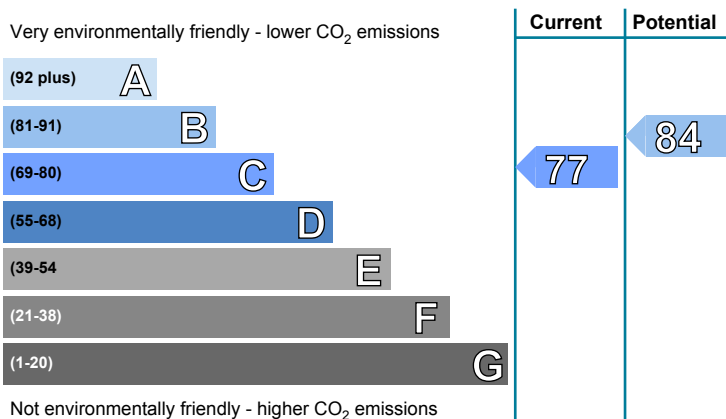 Current Potential
Very environmentally friendly - lower CO2 emissions
(92 plus) A
(81-91) B
84
(69-80) C
77
(55-68) D
(39-54 E
(21-38) F
(1-20) G
Not environmentally friendly - higher CO2 emissions